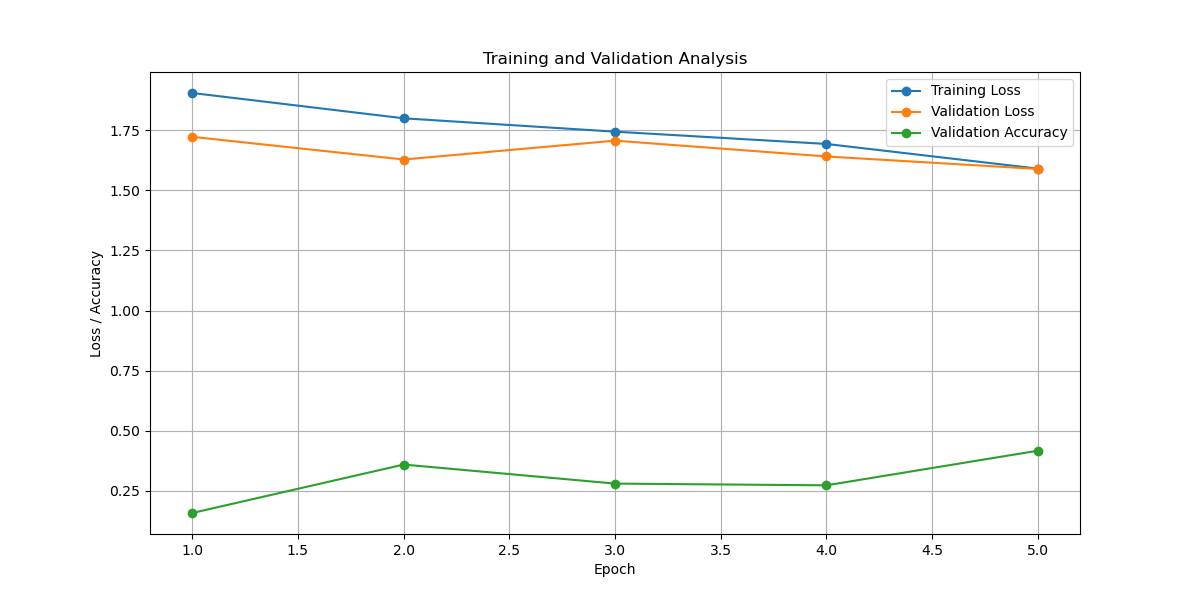 Training and Validation Analysis
Training Loss
Validation Loss
Validation Accuracy
Loss / Accuracy
1.75
1.50
1.25
1.00
0.75
0.50
0.25
1.0 1.5 2.0 2.5 3.0 3.5 4.0 4.5 5.0
Epoch